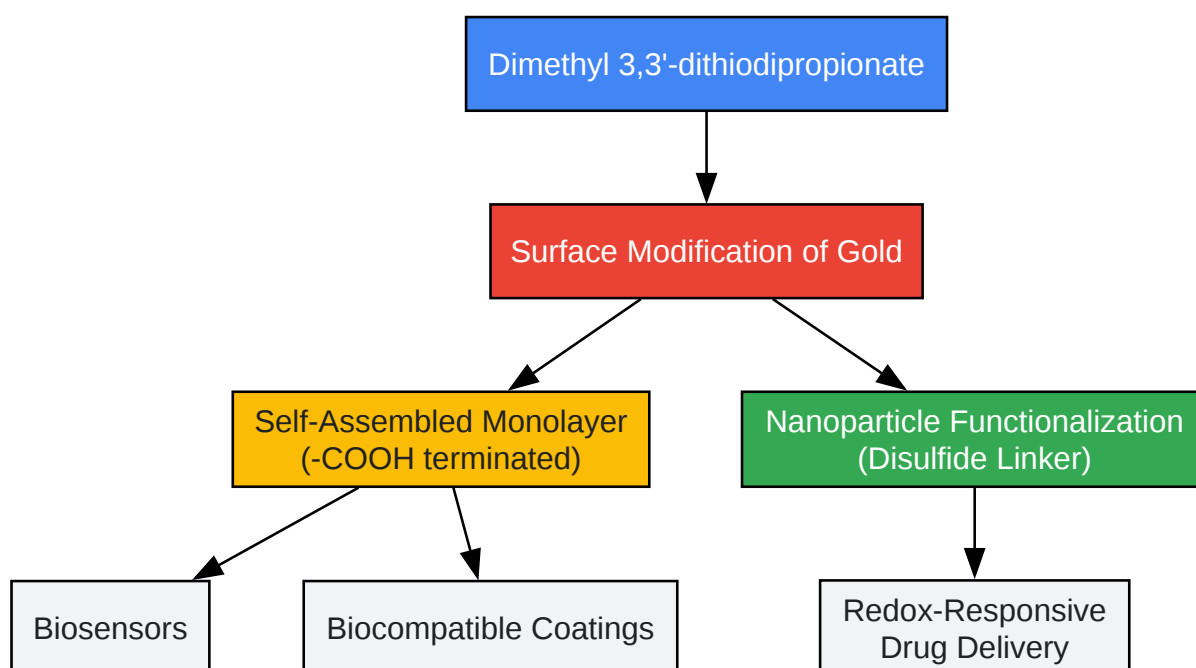 Dimethyl 3,3'-dithiodipropionate
Surface Modification of Gold
Self-Assembled Monolayer
(-COOH terminated)
Nanoparticle Functionalization
(Disulfide Linker)
Biosensors
Biocompatible Coatings
Redox-Responsive
Drug Delivery